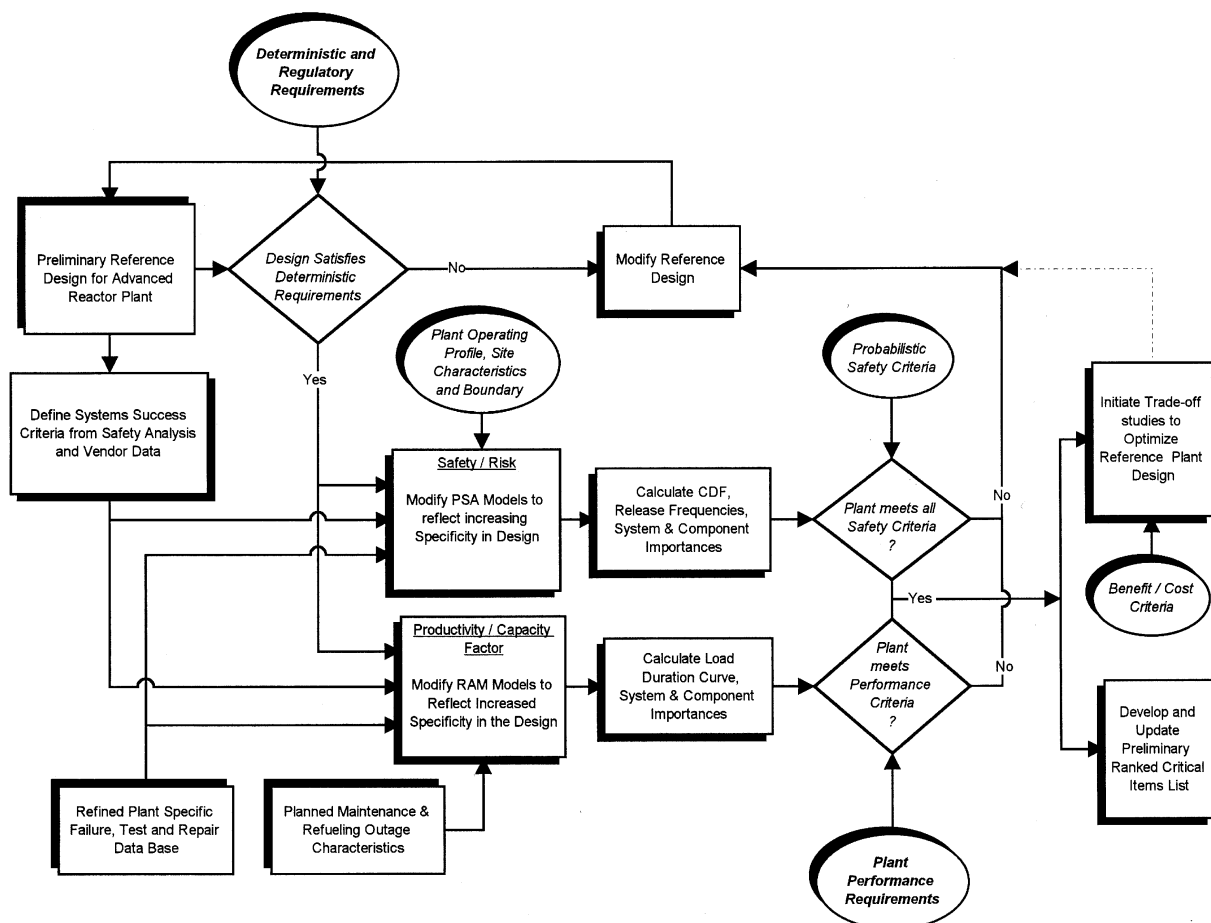 Deterministic and
Regulatory
Requirements
Preliminary Reference
Design for Advanced
Reactor Plant
Design Satisfies
Deterministic
Requirements
No
Modify Reference
Design
Yes
Plant Operating
Profile, Site
Characteristics
and Boundary
Probabilistic
Safety Criteria
Define Systems Success
Criteria from Safety Analysis
and Vendor Data
Initiate Trade-off
studies to
Optimize
Reference Plant
Design
Safety / Risk
Modify PSA Models to
reflect increasing
Specificity in Design
Calculate CDF,
Release Frequencies,
System & Component
Importances
Plant meets all
Safety Criteria
?
No
Benefit / Cost
Criteria
Yes
Productivity / Capacity
Factor
Modify RAM Models to
Reflect Increased
Specificity in the Design
Calculate Load
Duration Curve,
System & Component
Importances
Plant
meets
Performance
Criteria
?
No
Develop and
Update
Preliminary
Ranked Critical
Items List
Refined Plant Specific
Failure, Test and Repair
Data Base
Planned Maintenance &
Refueling Outage
Characteristics
Plant
Performance
Requirements